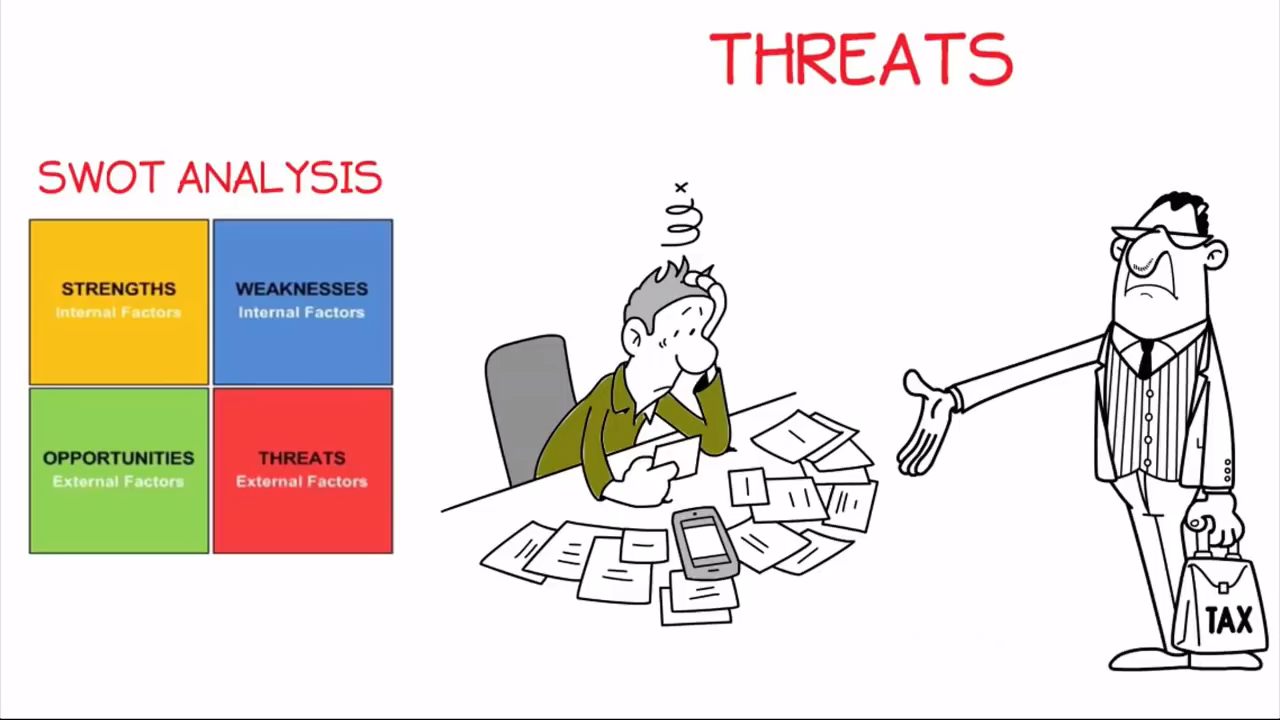 THREATS
SWOT ANALYSIS
STRENGTHS
Internal Factors
WEAKNESSES
Internal Factors
OPPORTUNITIES
External Factors
THREATS
External Factors
TAX